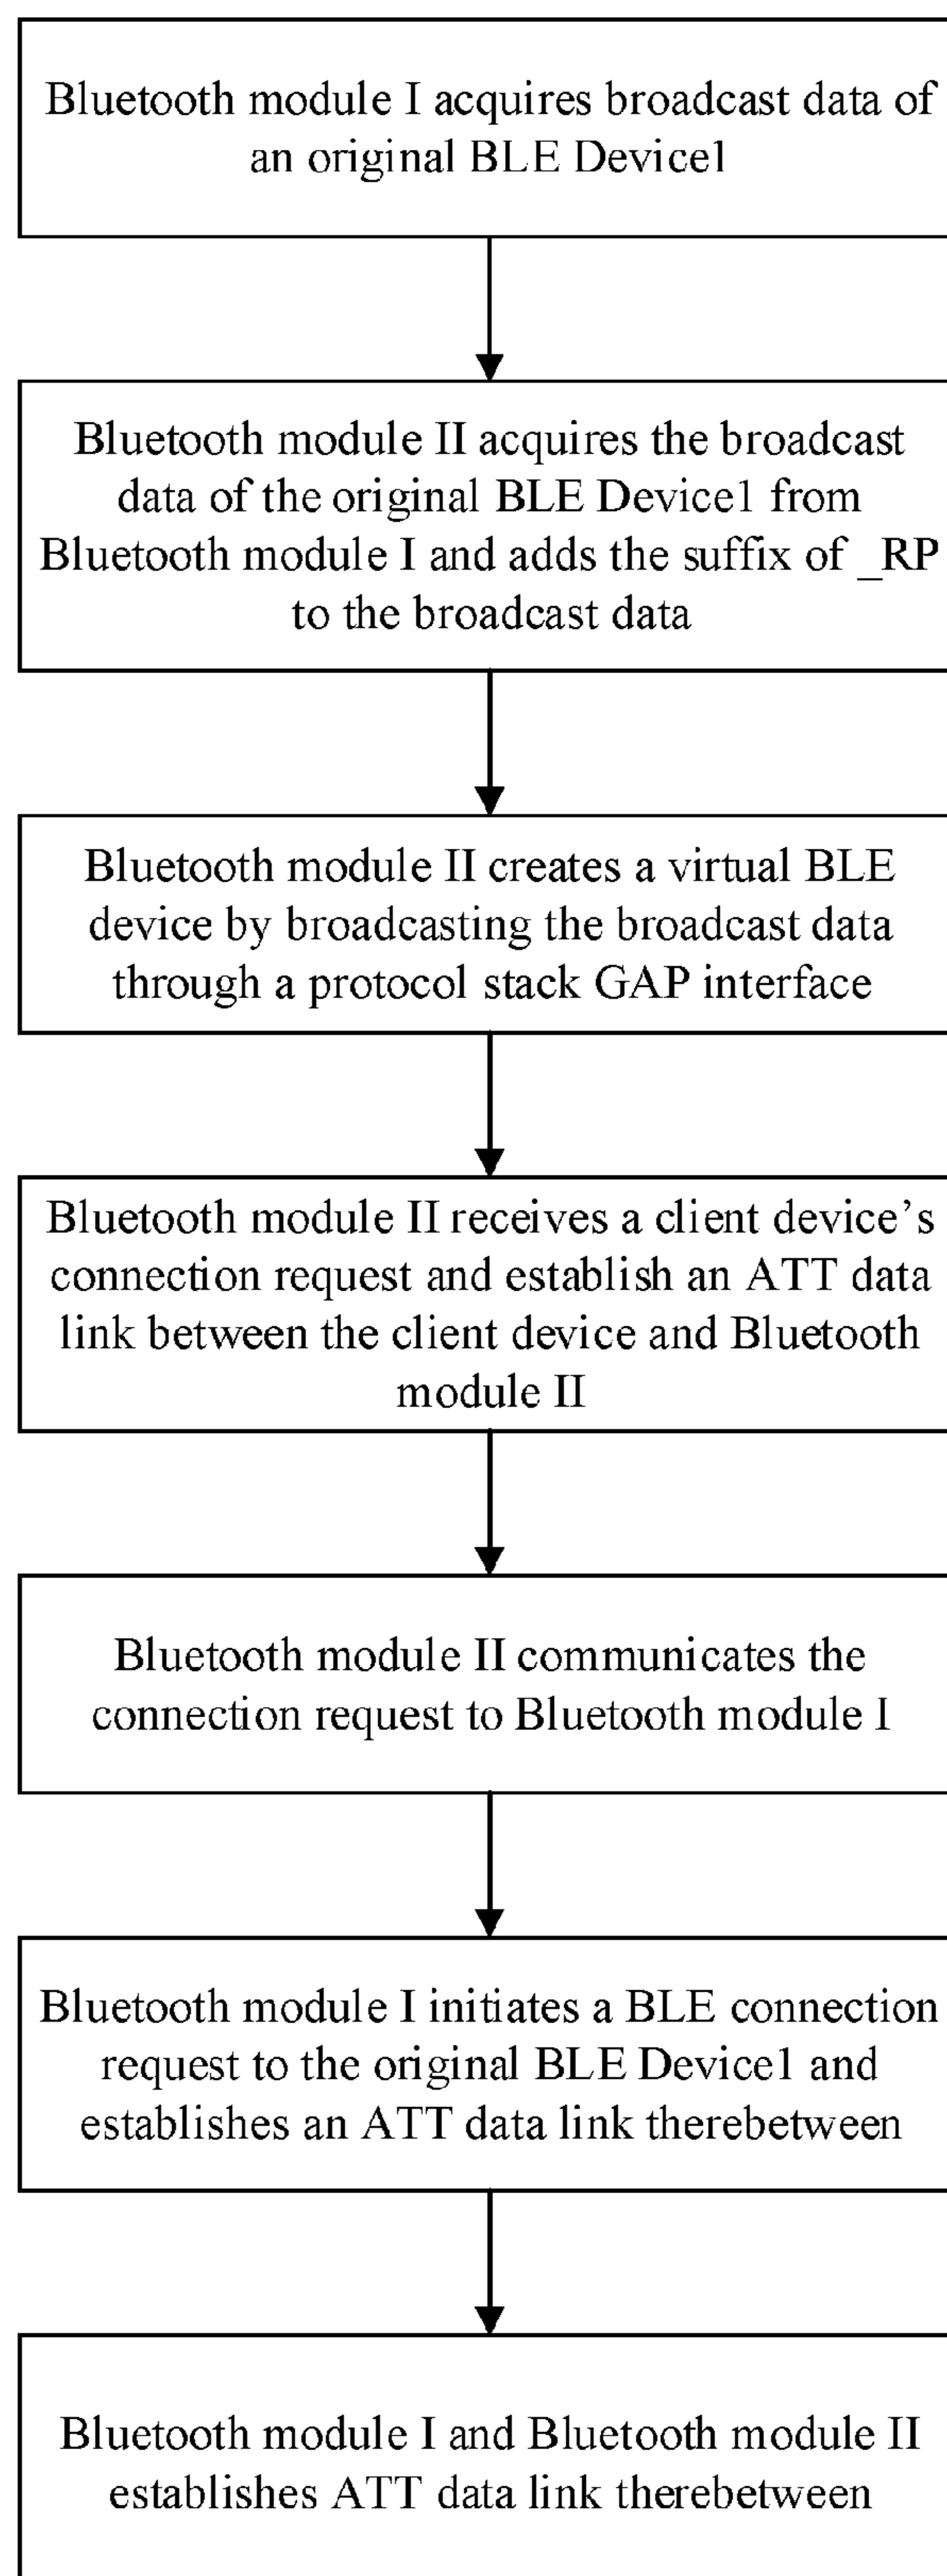 Bluetooth module I acquires broadcast data of
an original BLE Device1
Bluetooth module II acquires the broadcast
data of the original BLE Device1 from
Bluetooth module I and adds the suffix of _RP
to the broadcast data
Bluetooth module II creates a virtual BLE
device by broadcasting the broadcast data
through a protocol stack GAP interface
Bluetooth module II receives a client device’s
connection request and establish an ATT data
link between the client device and Bluetooth
module II
Bluetooth module II communicates the
connection request to Bluetooth module I
Bluetooth module I initiates a BLE connection
request to the original BLE Device1 and
establishes an ATT data link therebetween
Bluetooth module I and Bluetooth module II
establishes ATT data link therebetween